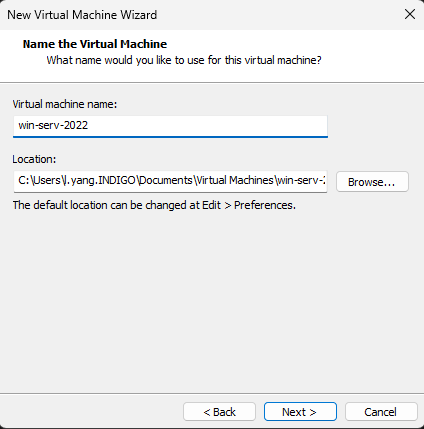 New Virtual Machine Wizard
Name the Virtual Machine
What name would you like to use for this virtual machine?
Virtual machine name:
win-serv-2022
Location:
C:\Users\l.yang.INDIGO\Documents\Virtual Machines\win-serv-2
Browse...
The default location can be changed at Edit > Preferences.
< Back
Next >
Cancel